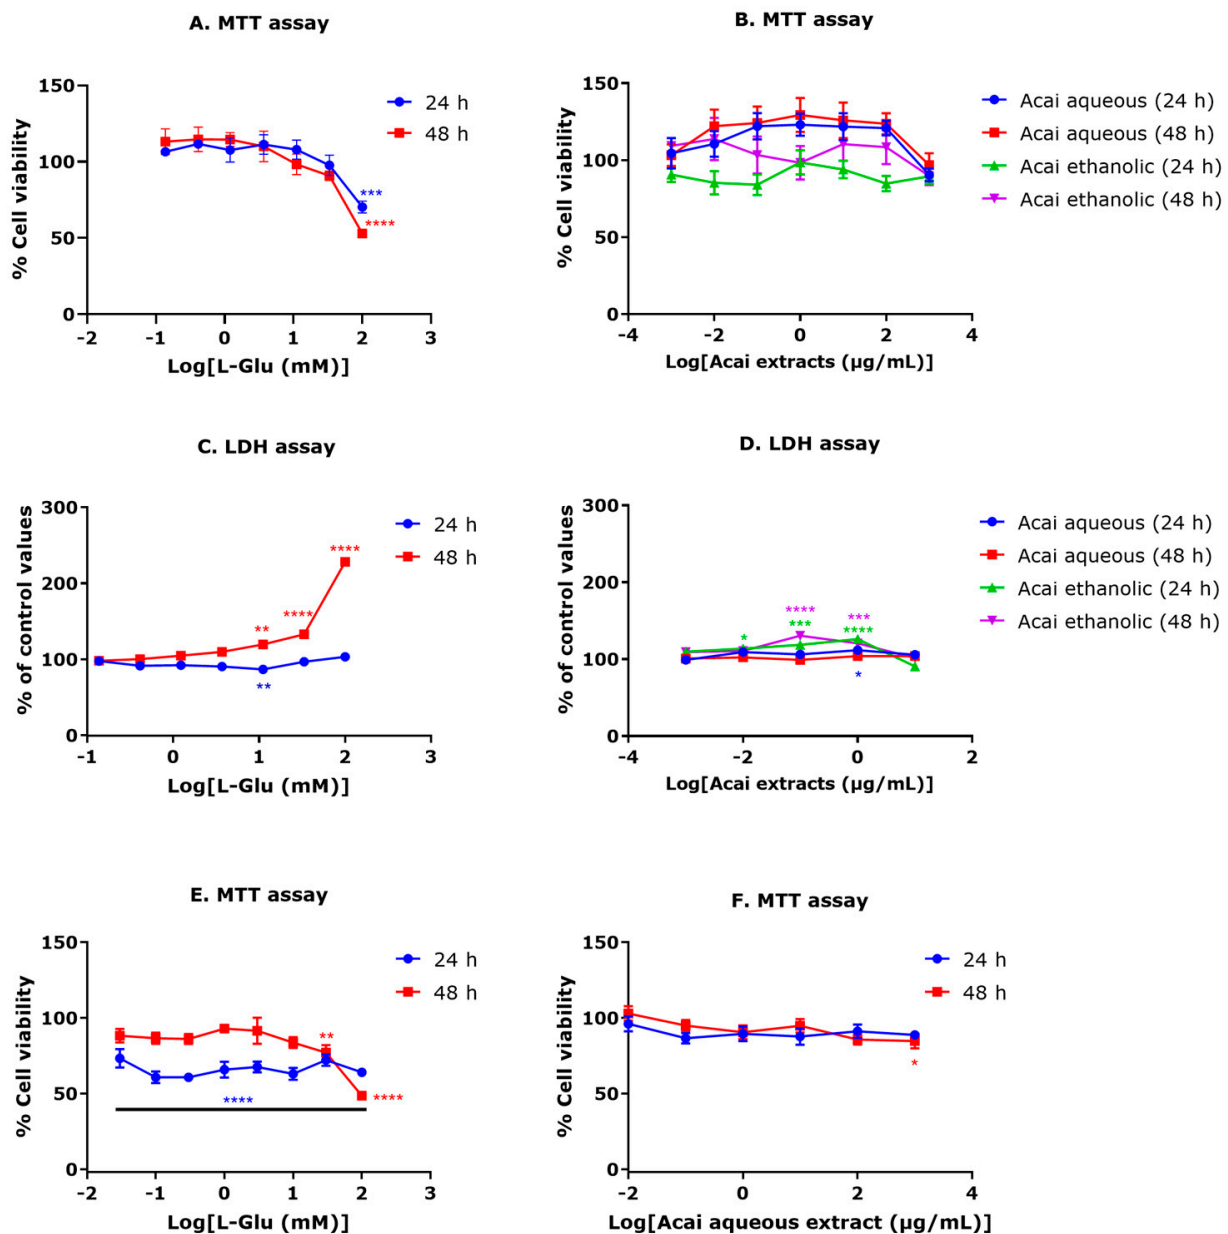 A. MTT assay
% Cell viability
150
100
50
0
-2 -1 0 1 2 3
Log[L-Glu (mM)]
24 h
48 h
***
****
B. MTT assay
% Cell viability
150
100
50
0
-4 -2 0 2 4
Log[Acai extracts (µg/mL)]
Acai aqueous (24 h)
Acai aqueous (48 h)
Acai ethanolic (24 h)
Acai ethanolic (48 h)
C. LDH assay
% of control values
300
200
100
0
-1 0 1 2 3
Log[L-Glu (mM)]
24 h
48 h
****
****
**
**
D. LDH assay
% of control values
300
200
100
0
-4 -2 0 2
Log[Acai extracts (µg/mL)]
Acai aqueous (24 h)
Acai aqueous (48 h)
Acai ethanolic (24 h)
Acai ethanolic (48 h)
**** ***
* *** ****
*
E. MTT assay
% Cell viability
150
100
50
0
-2 -1 0 1 2 3
Log[L-Glu (mM)]
24 h
48 h
**
****
****
F. MTT assay
% Cell viability
150
100
50
0
-2 0 2 4
Log[Acai aqueous extract (µg/mL)]
24 h
48 h
*